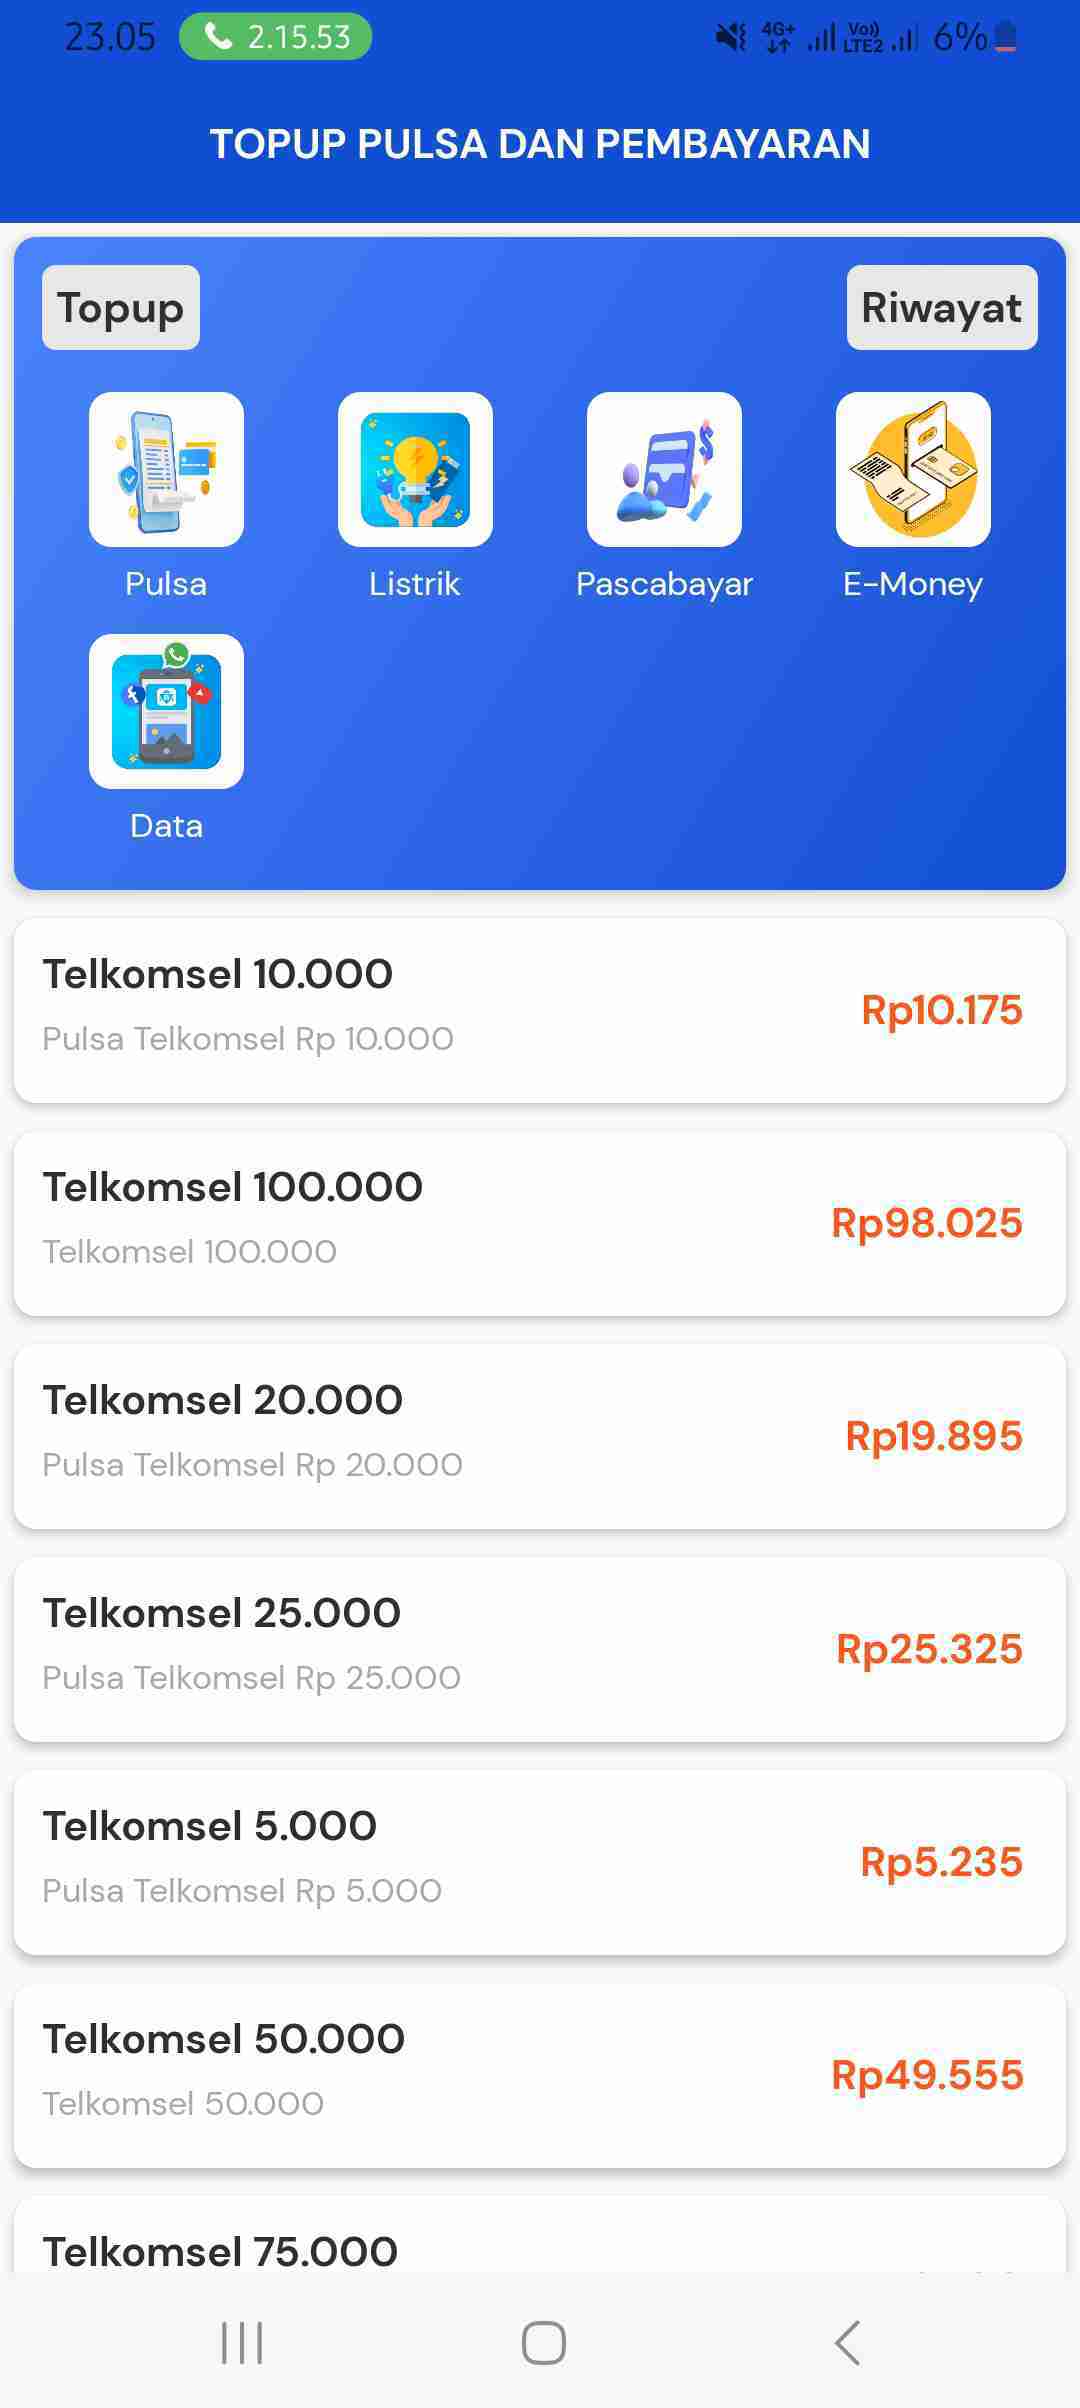 23.05 2.15.53 4G+ Vo)) LTE2 6%
TOPUP PULSA DAN PEMBAYARAN
Topup Riwayat
Pulsa Listrik Pascabayar E-Money
Data
Telkomsel 10.000
Pulsa Telkomsel Rp 10.000
Rp10.175
Telkomsel 100.000
Telkomsel 100.000
Rp98.025
Telkomsel 20.000
Pulsa Telkomsel Rp 20.000
Rp19.895
Telkomsel 25.000
Pulsa Telkomsel Rp 25.000
Rp25.325
Telkomsel 5.000
Pulsa Telkomsel Rp 5.000
Rp5.235
Telkomsel 50.000
Telkomsel 50.000
Rp49.555
Telkomsel 75.000